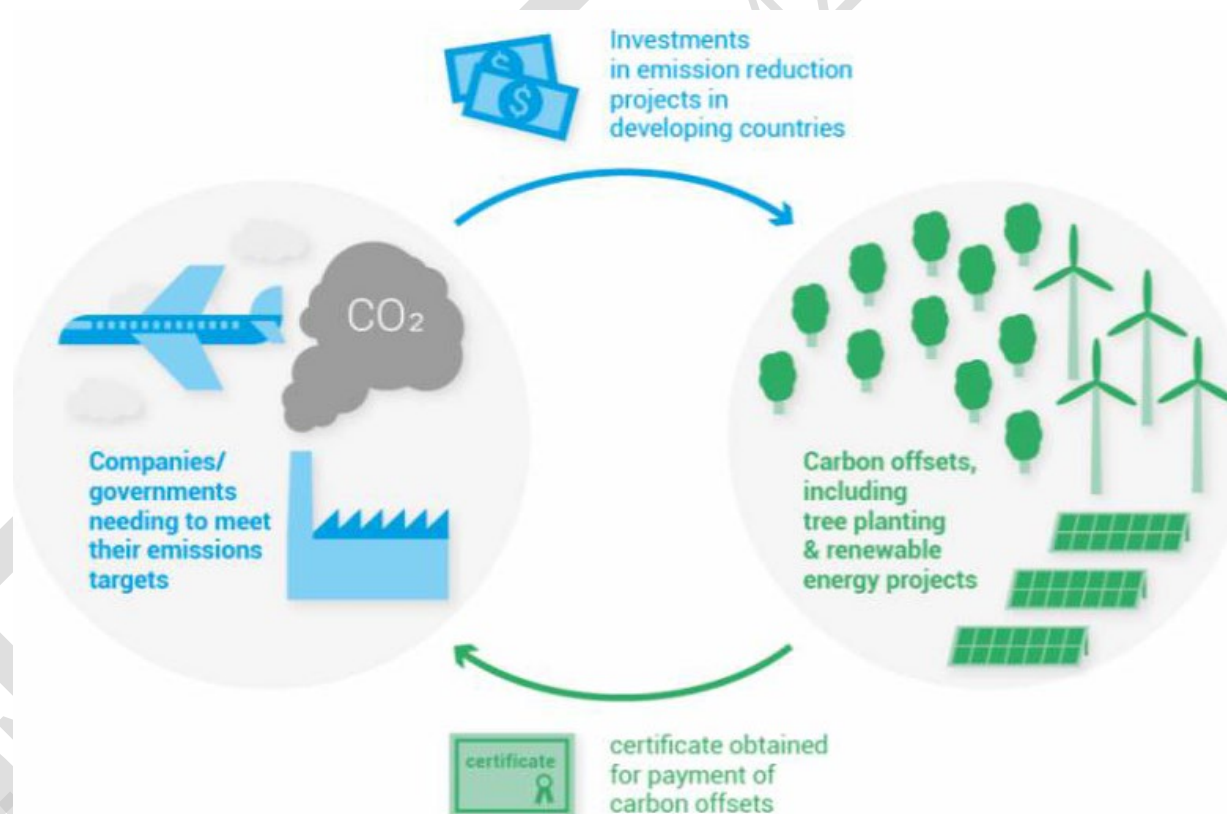 Investments
in emission reduction
projects in
developing countries
$
$
CO₂
Companies/
governments
needing to meet
their emissions
targets
Carbon offsets,
including
tree planting
& renewable
energy projects
certificate
certificate obtained
for payment of
carbon offsets